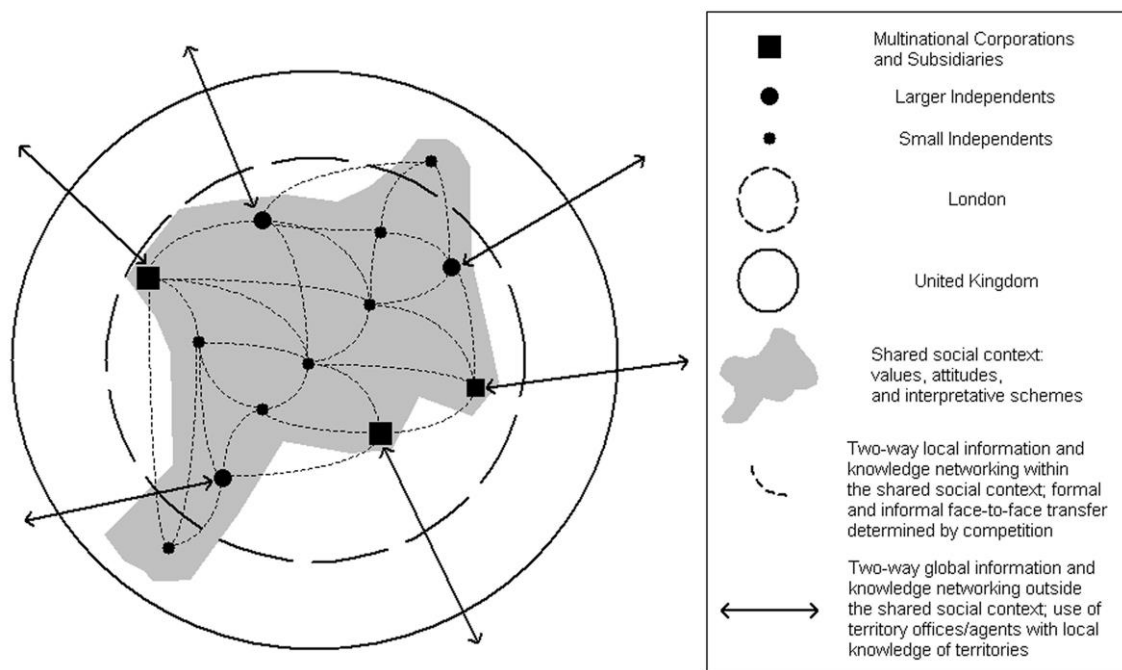 Multinational Corporations
and Subsidiaries
Larger Independents
Small Independents
London
United Kingdom
Shared social context:
values, attitudes,
and interpretative schemes
Two-way local information and
knowledge networking within
the shared social context; formal
and informal face-to-face transfer
determined by competition
Two-way global information and
knowledge networking outside
the shared social context; use of
territory offices/agents with local
knowledge of territories